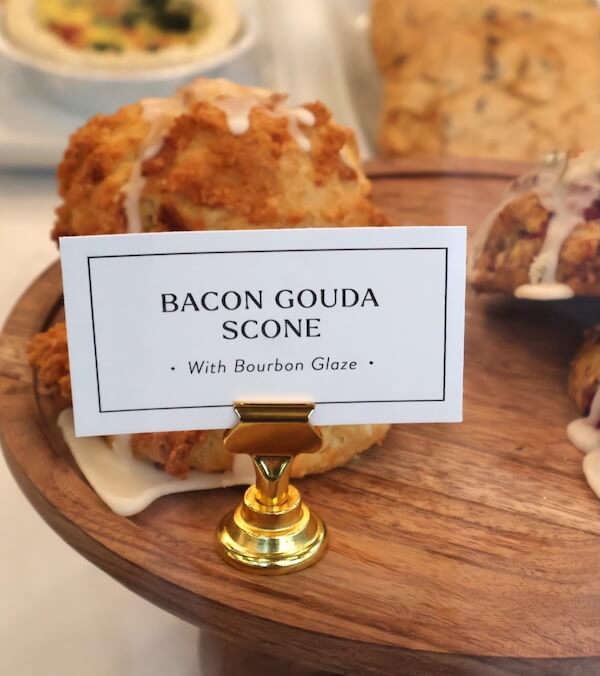 BACON GOUDA
SCONE
• With Bourbon Glaze •